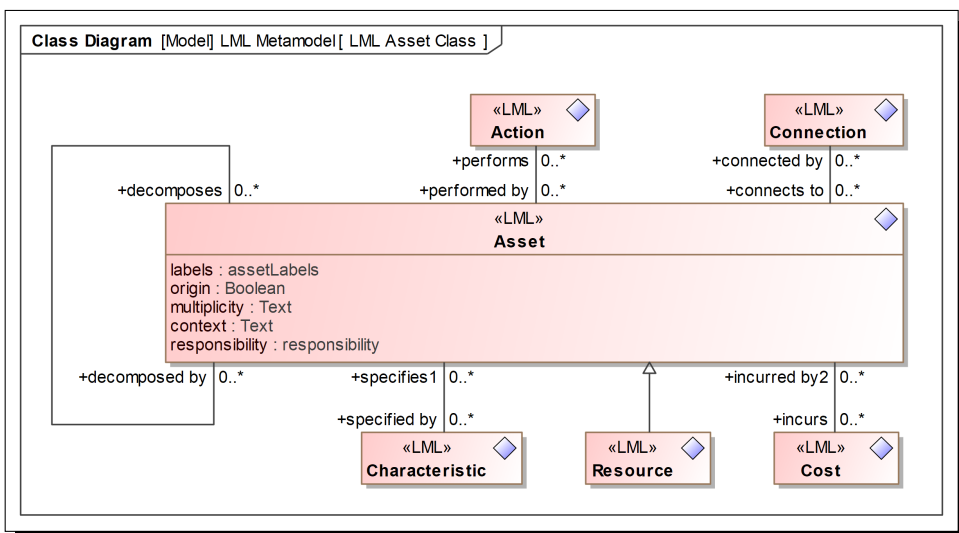 Class Diagram [Model] LML Metamodel [ LML Asset Class ]
«LML»
Action
«LML»
Connection
+performs 0..*
+connected by 0..*
+decomposes 0..*
+performed by 0..*
+connects to 0..*
«LML»
Asset
labels : assetLabels
origin : Boolean
multiplicity : Text
context : Text
responsibility : responsibility
+decomposed by 0..*
+specifies1 0..*
+incurred by2 0..*
+specified by 0..*
+incurs 0..*
«LML»
Characteristic
«LML»
Resource
«LML»
Cost